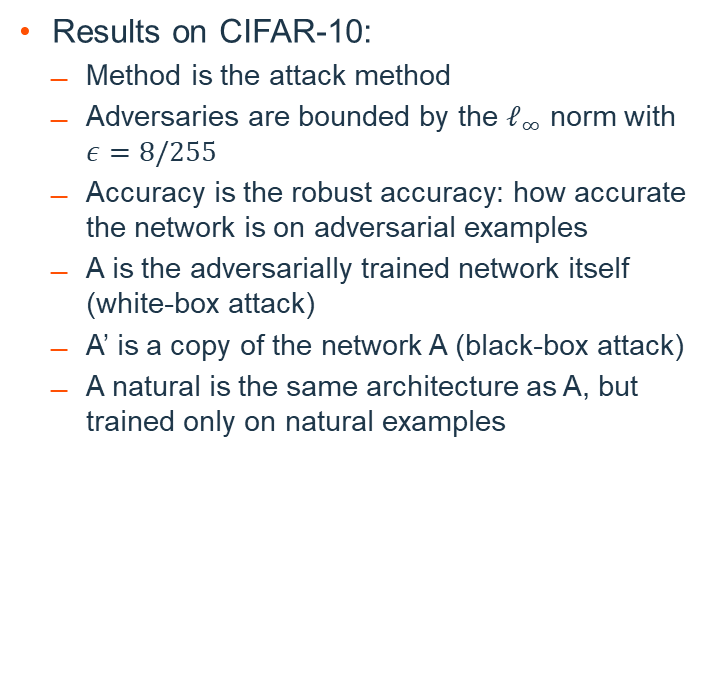 • Results on CIFAR-10:
– Method is the attack method
– Adversaries are bounded by the ℓ∞ norm with
ϵ = 8/255
– Accuracy is the robust accuracy: how accurate
the network is on adversarial examples
– A is the adversarially trained network itself
(white-box attack)
– A’ is a copy of the network A (black-box attack)
– A natural is the same architecture as A, but
trained only on natural examples